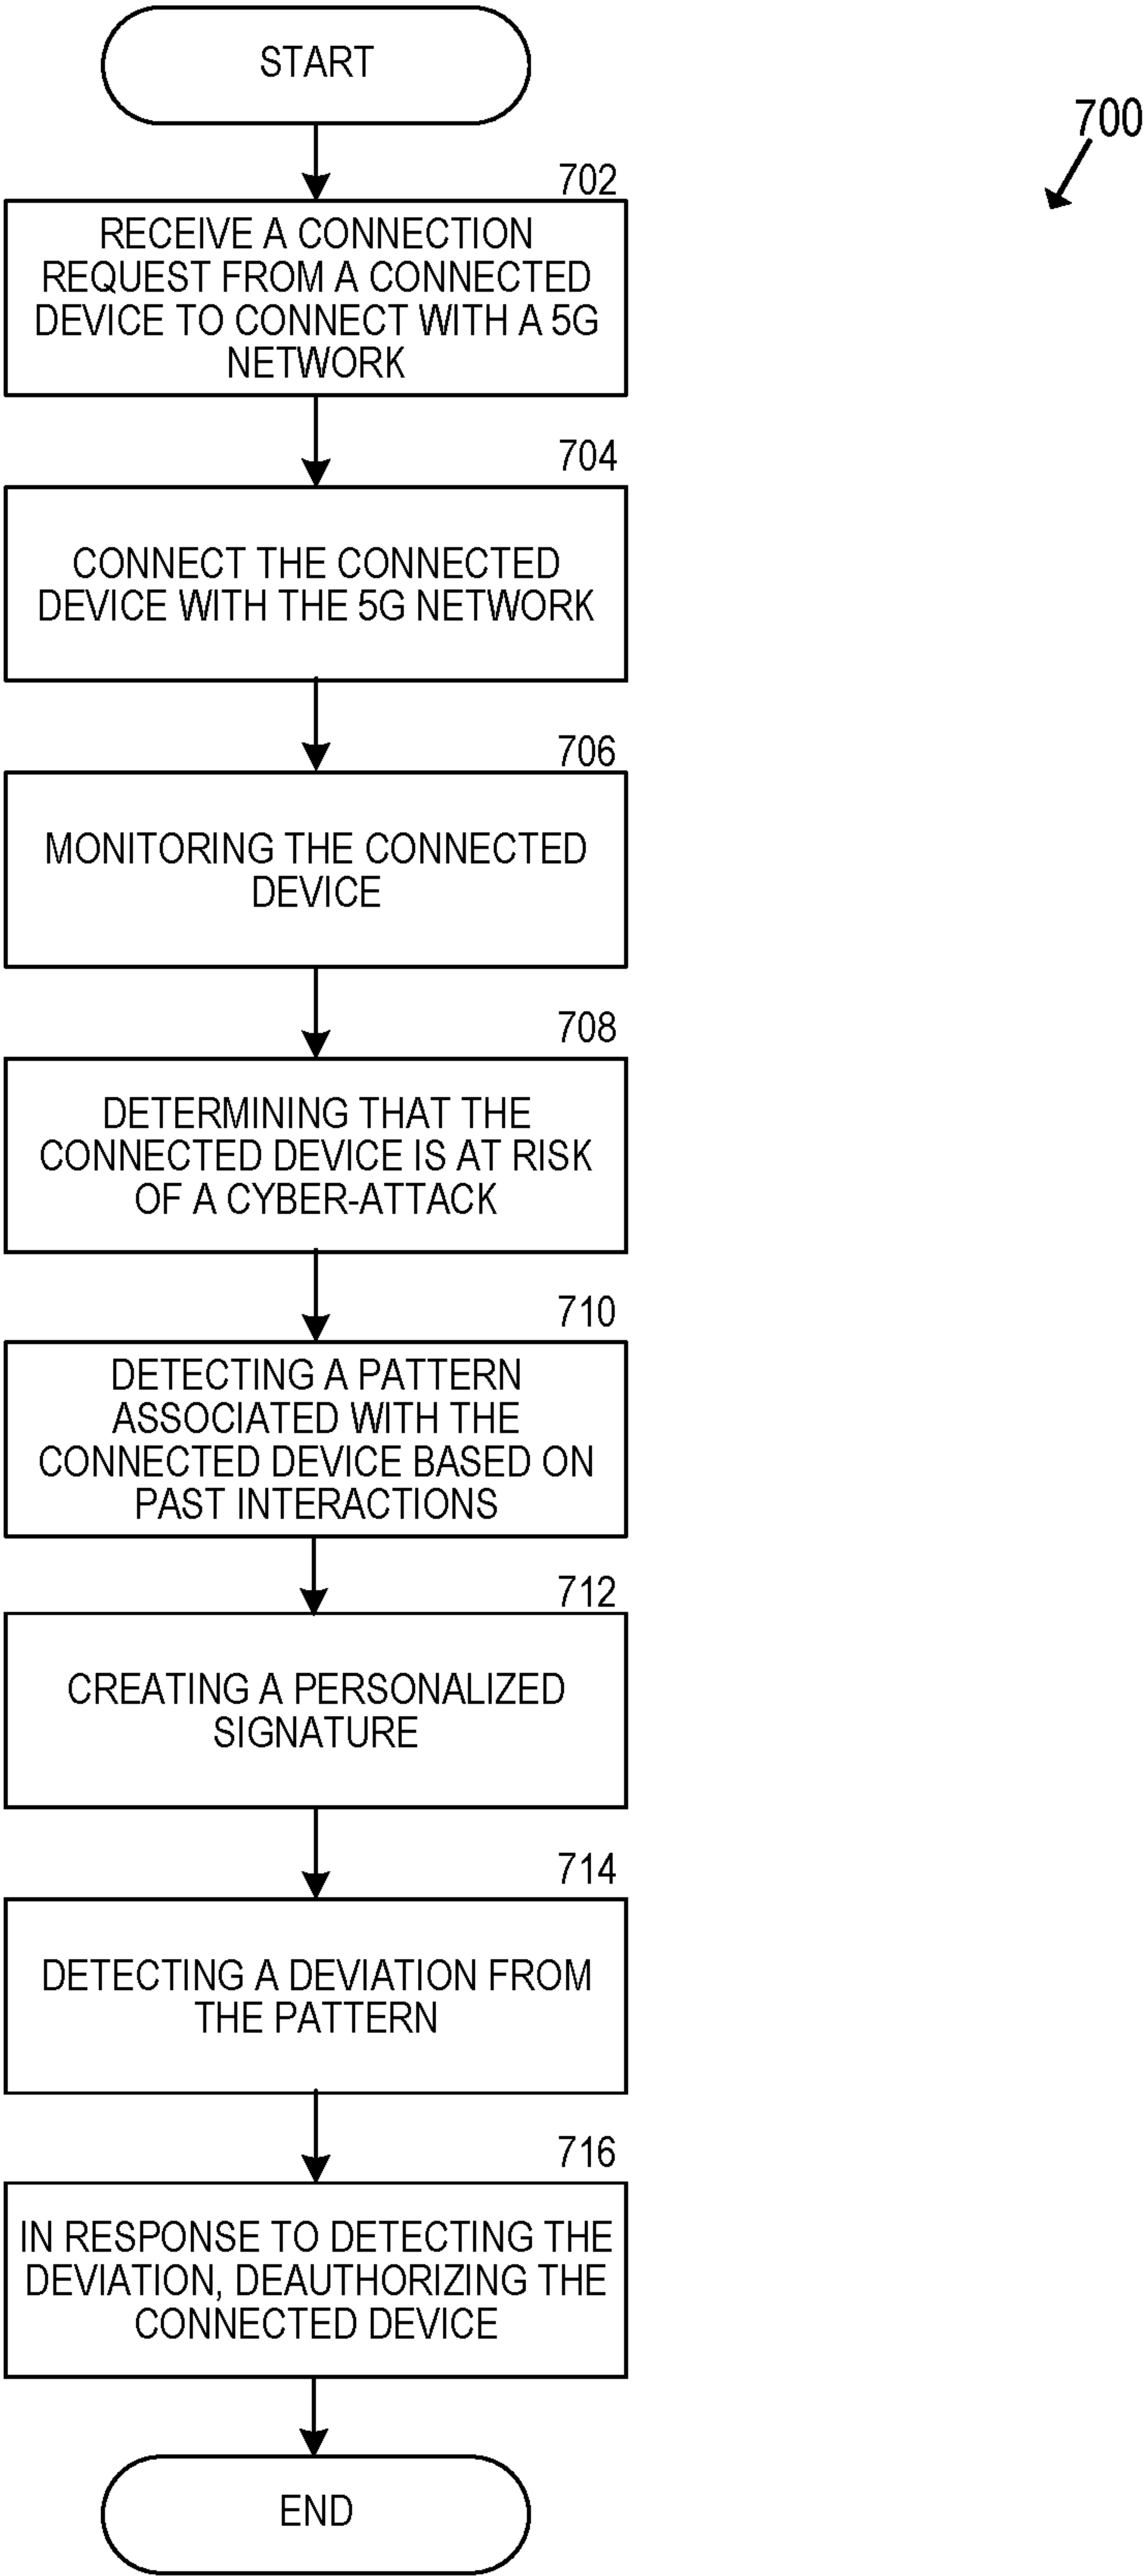 START
700
702
RECEIVE A CONNECTION
REQUEST FROM A CONNECTED
DEVICE TO CONNECT WITH A 5G
NETWORK
704
CONNECT THE CONNECTED
DEVICE WITH THE 5G NETWORK
706
MONITORING THE CONNECTED
DEVICE
708
DETERMINING THAT THE
CONNECTED DEVICE IS AT RISK
OF A CYBER-ATTACK
710
DETECTING A PATTERN
ASSOCIATED WITH THE
CONNECTED DEVICE BASED ON
PAST INTERACTIONS
712
CREATING A PERSONALIZED
SIGNATURE
714
DETECTING A DEVIATION FROM
THE PATTERN
716
IN RESPONSE TO DETECTING THE
DEVIATION, DEAUTHORIZING THE
CONNECTED DEVICE
END